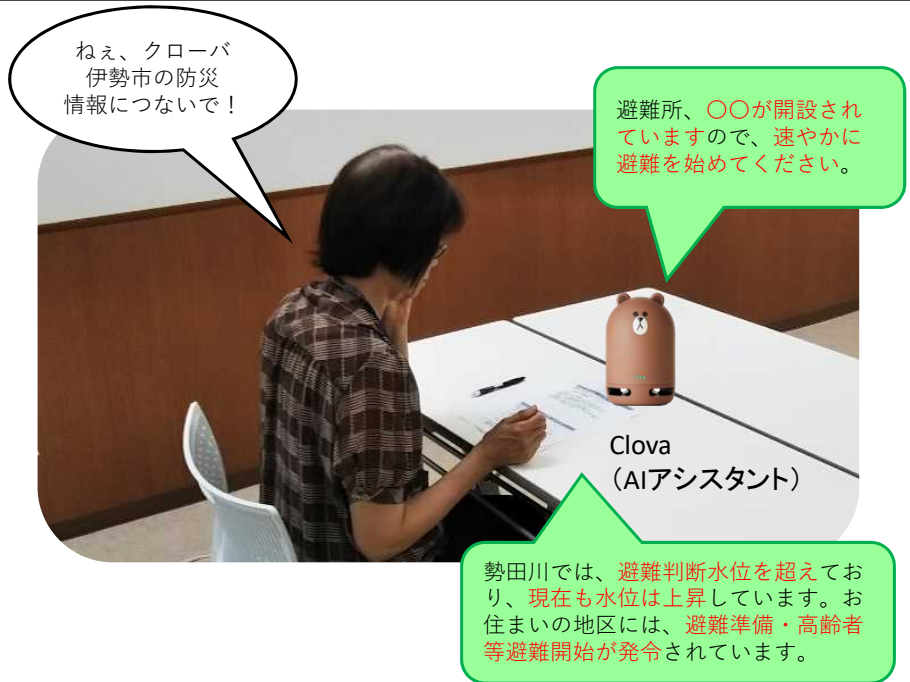 ねぇ、クローバ
伊勢市の防災
情報につないで！
避難所、〇〇が開設され
ていますので、速やかに
避難を始めてください。
Clova
（AIアシスタント）
勢田川では、避難判断水位を超えてお
り、現在も水位は上昇しています。お
住まいの地区には、避難準備・高齢者
等避難開始が発令されています。